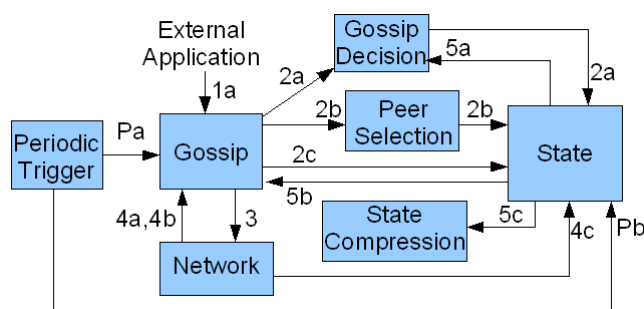 External
Application
Gossip
Decision
2a
5a
2a
1a
Periodic
Trigger
Pa
Gossip
2b
Peer
Selection
2b
State
2c
5b
4a,4b
3
State
Compression
5c
4c
Pb
Network